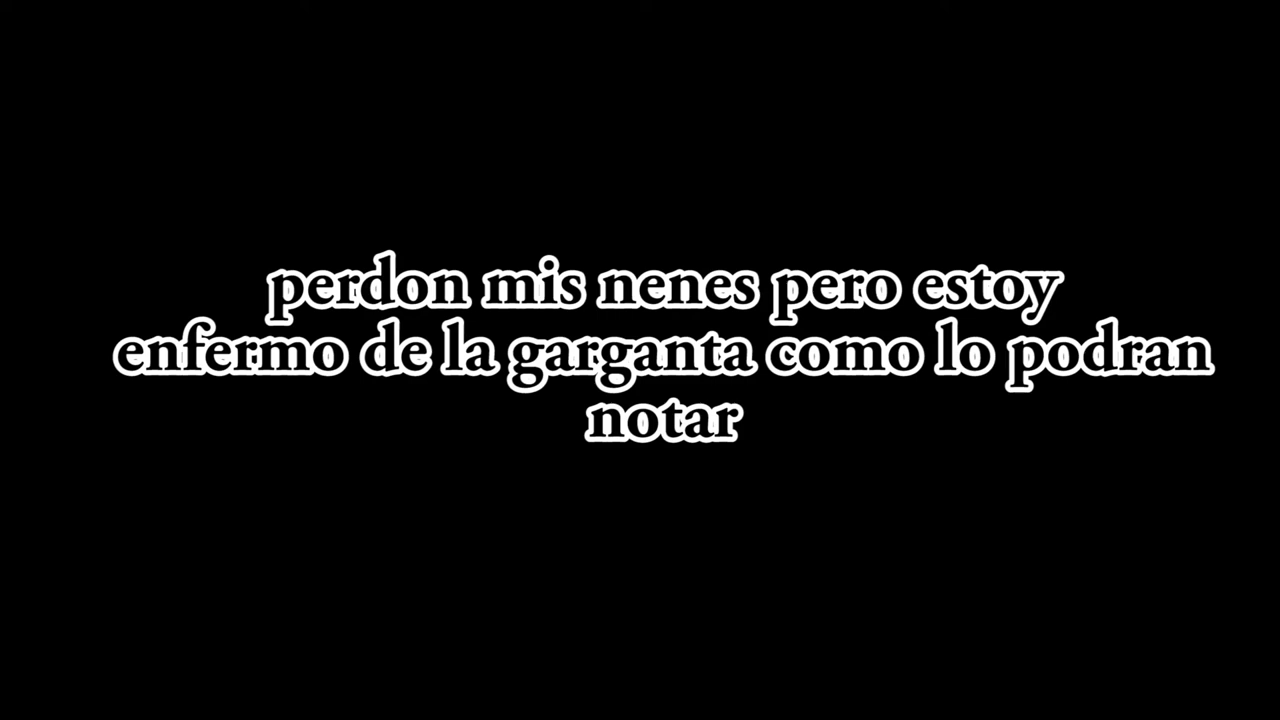 perdon mis nenes pero estoy
enfermo de la garganta como lo podran
notar